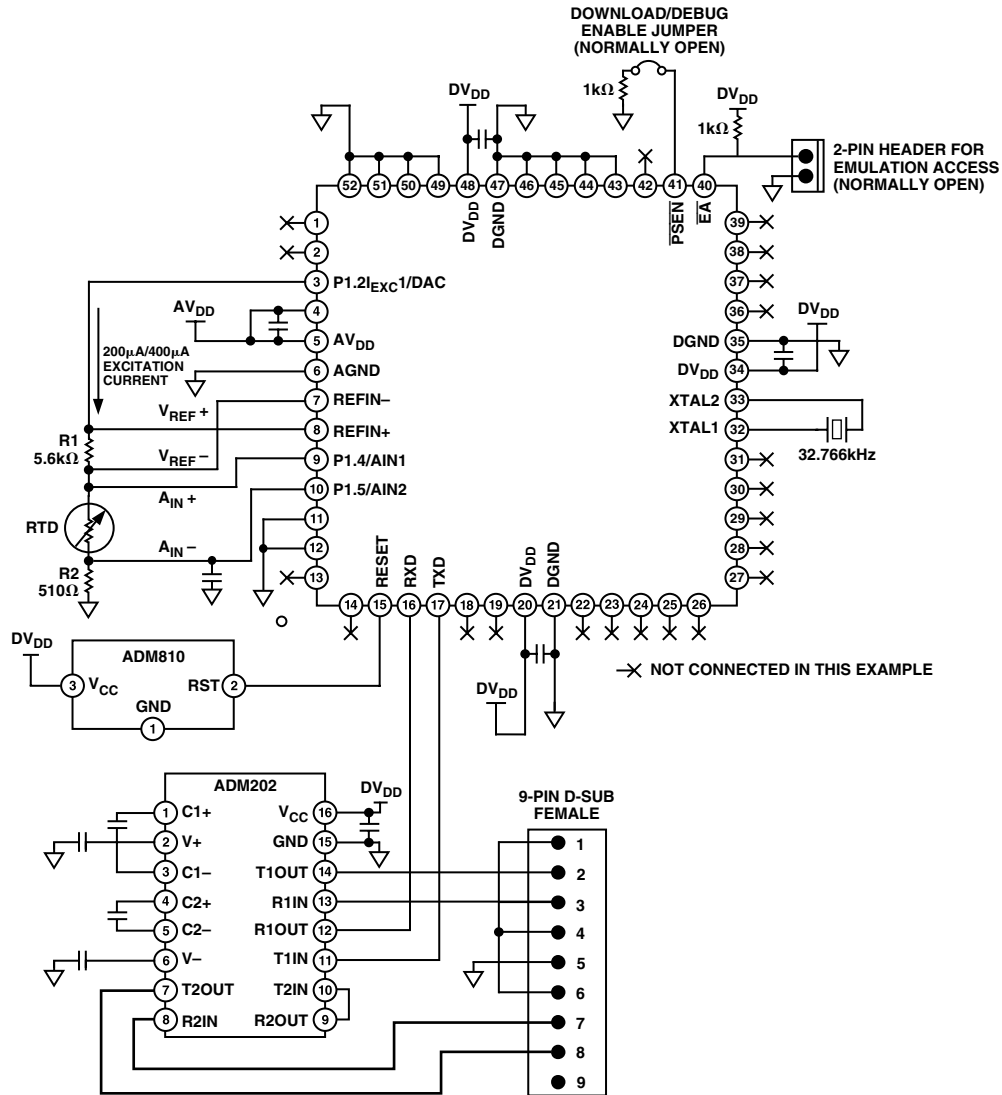 DOWNLOAD/DEBUG
ENABLE JUMPER
(NORMALLY OPEN)
1kΩ
DVDD
1kΩ
2-PIN HEADER FOR
EMULATION ACCESS
(NORMALLY OPEN)
DVDD
52 51 50 49 48 47 46 45 44 43 42 41 40
DVDD
DGND
PSEN
EA
1
2
3 P1.2IEXC1/DAC
4
5 AVDD
6 AGND
7 REFIN–
8 REFIN+
9 P1.4/AIN1
10 P1.5/AIN2
11
12
13
AVDD
200μA/400μA
EXCITATION
CURRENT
VREF+
R1
5.6kΩ
VREF–
AIN+
RTD
AIN–
R2
510Ω
39
38
37
36
DGND 35
DVDD 34
XTAL2 33
XTAL1 32
31
30
29
28
27
DVDD
32.766kHz
RESET
RXD
TXD
DVDD
DGND
14 15 16 17 18 19 20 21 22 23 24 25 26
DVDD
NOT CONNECTED IN THIS EXAMPLE
DVDD
ADM810
3 VCC
RST 2
GND
1
ADM202
1 C1+
2 V+
3 C1–
4 C2+
5 C2–
6 V–
7 T2OUT
8 R2IN
VCC 16
GND 15
T1OUT 14
R1IN 13
R1OUT 12
T1IN 11
T2IN 10
R2OUT 9
DVDD
9-PIN D-SUB
FEMALE
1
2
3
4
5
6
7
8
9